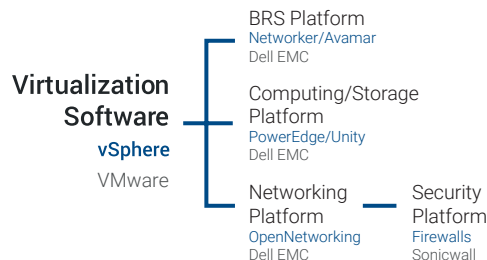 Virtualization
Software
vSphere
VMware
BRS Platform
Networker/Avamar
Dell EMC
Computing/Storage
Platform
PowerEdge/Unity
Dell EMC
Networking
Platform
OpenNetworking
Dell EMC
Security
Platform
Firewalls
Sonicwall